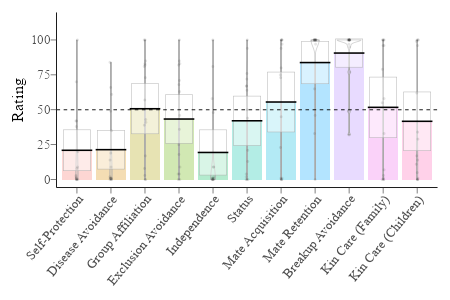 100
75
50
25
0
Rating
Self-Protection
Disease Avoidance
Group Affiliation
Exclusion Avoidance
Independence
Status
Mate Acquisition
Mate Retention
Breakup Avoidance
Kin Care (Family)
Kin Care (Children)